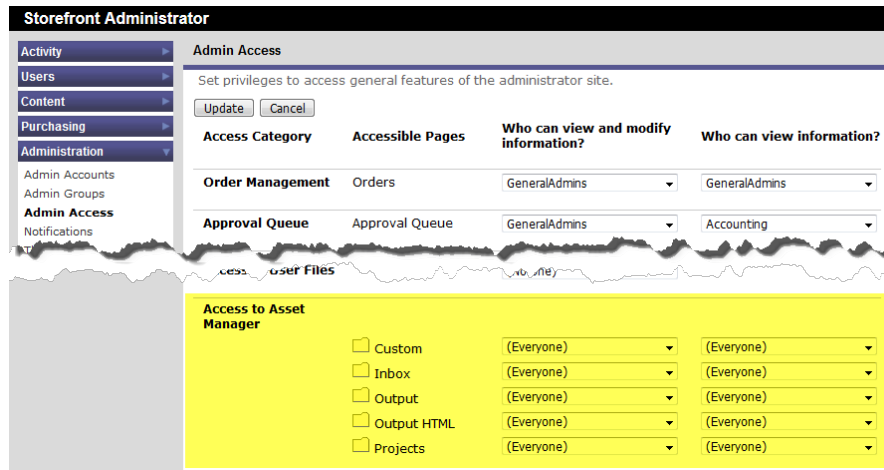 Storefront Administrator
Activity
Users
Content
Purchasing
Administration
Admin Accounts
Admin Groups
Admin Access
Notifications
Admin Access
Set privileges to access general features of the administrator site.
Update Cancel
Access Category Accessible Pages Who can view and modify information? Who can view information?
Order Management Orders GeneralAdmins GeneralAdmins
Approval Queue Approval Queue GeneralAdmins Accounting
User Files
Access to Asset
Manager
Custom (Everyone) (Everyone)
Inbox (Everyone) (Everyone)
Output (Everyone) (Everyone)
Output HTML (Everyone) (Everyone)
Projects (Everyone) (Everyone)